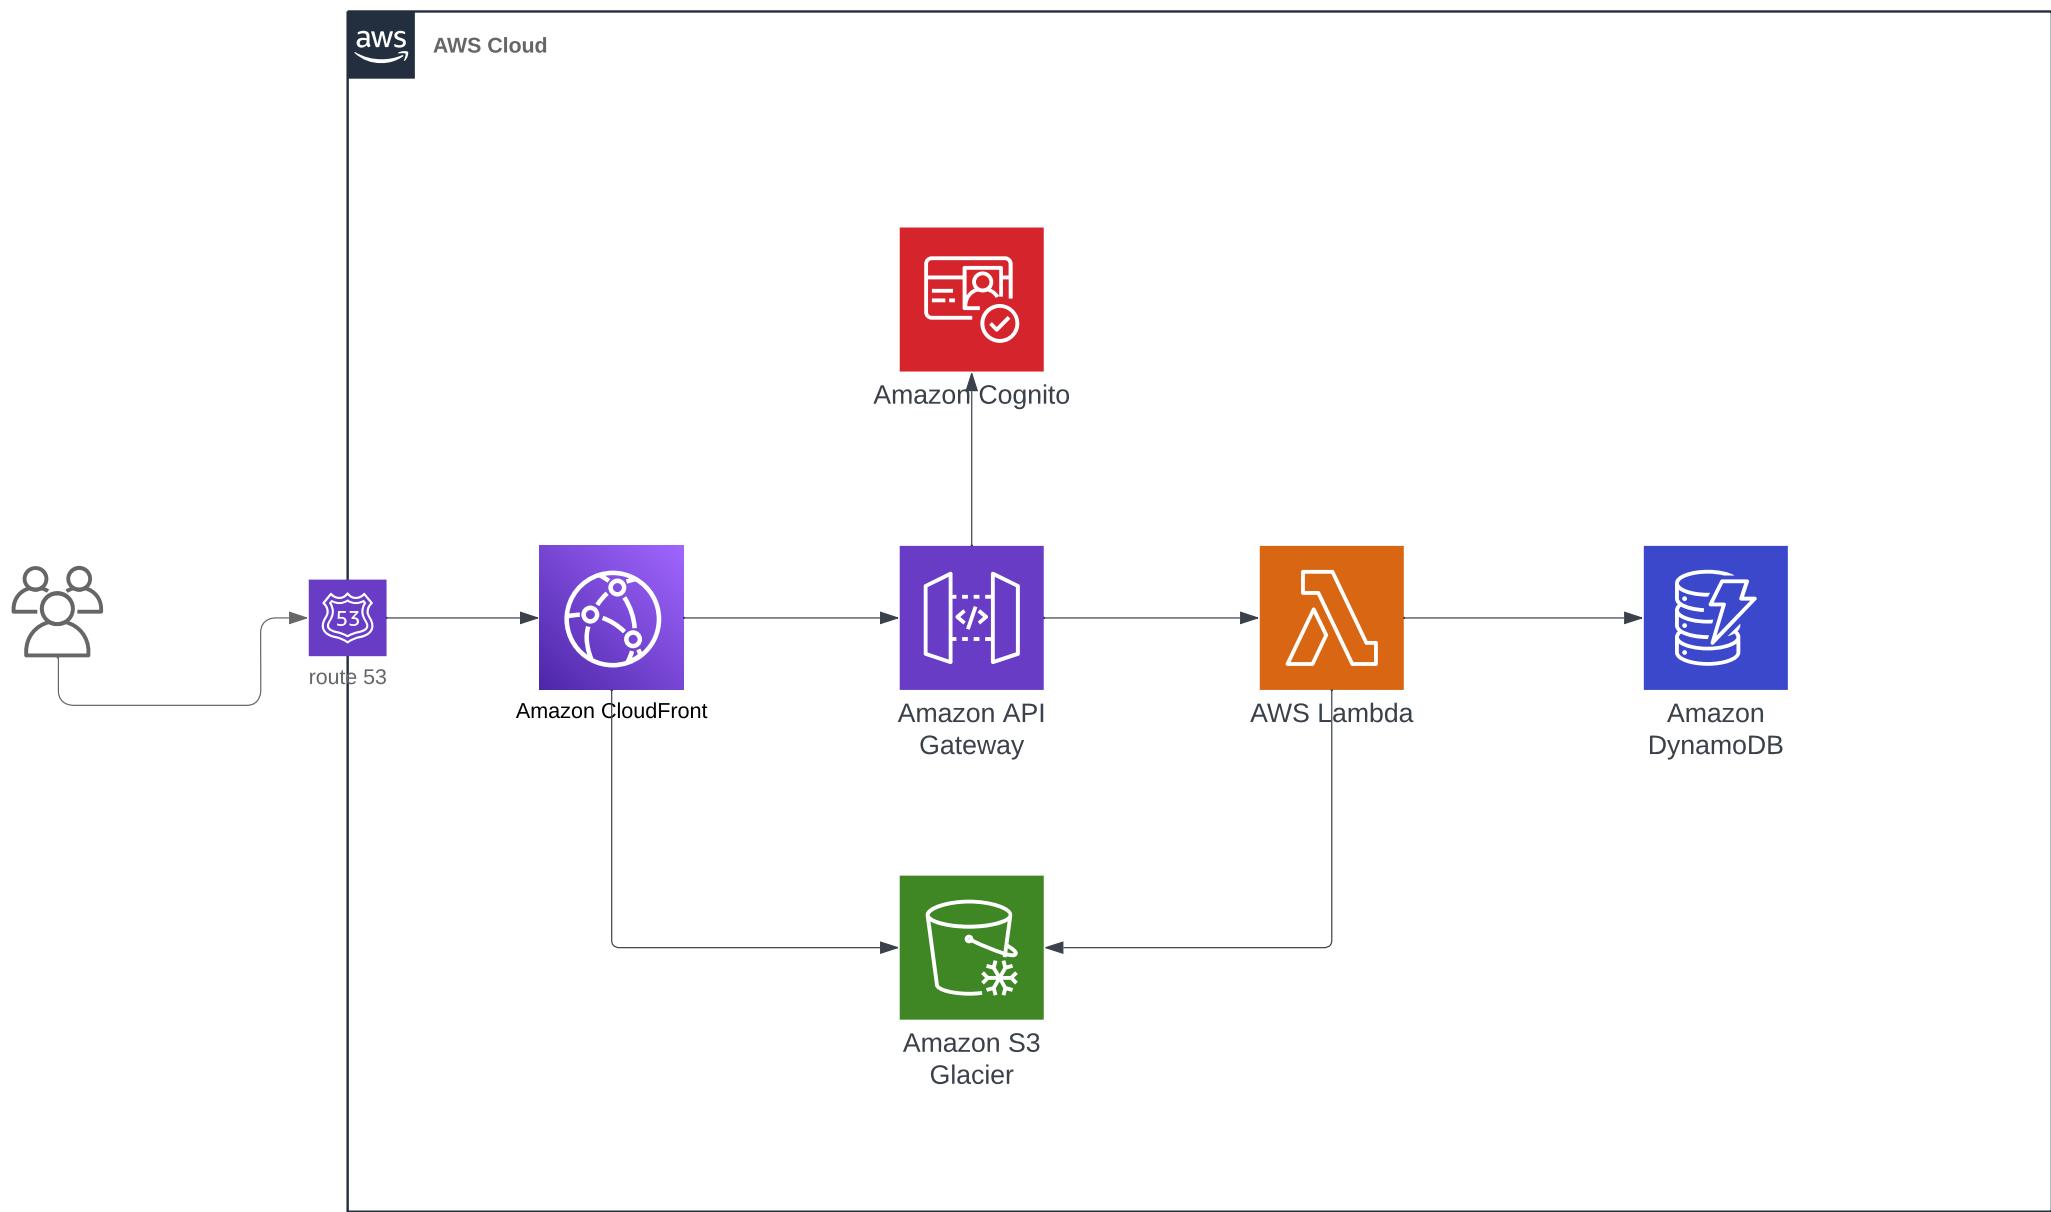 aws
AWS Cloud
Amazon Cognito
53
route 53
Amazon CloudFront
</>
Amazon API
Gateway
AWS Lambda
Amazon
DynamoDB
Amazon S3
Glacier